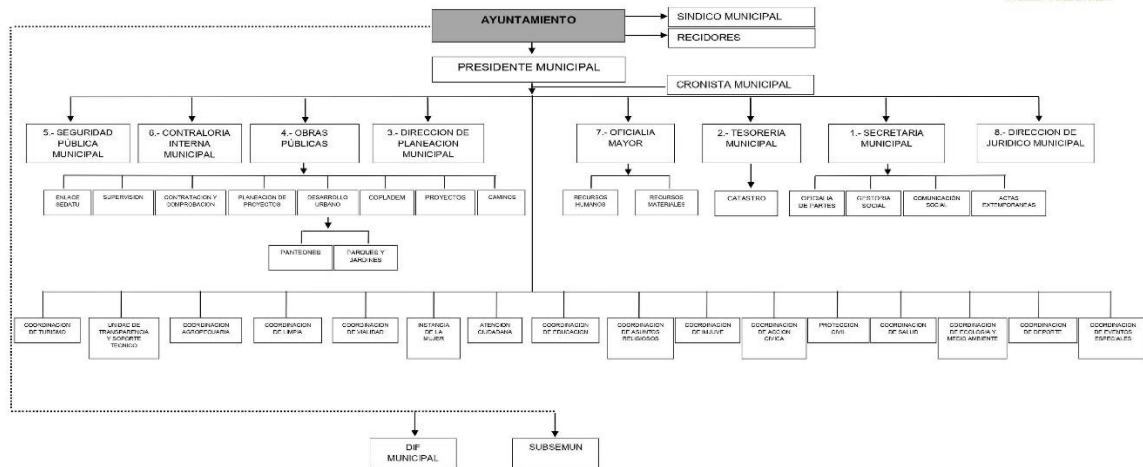 AYUNTAMIENTO
SINDICO MUNICIPAL
REGIDORES
PRESIDENTE MUNICIPAL
CRONISTA MUNICIPAL
5.- SEGURIDAD
PÚBLICA
MUNICIPAL
6.- CONTRALORIA
INTERNA
MUNICIPAL
4.- OBRAS
PÚBLICAS
3.- DIRECCION DE
PLANEACION
MUNICIPAL
7.- OFICIALIA
MAYOR
2.- TESORERIA
MUNICIPAL
1.- SECRETARIA
MUNICIPAL
8.- DIRECCION DE
JURIDICO MUNICIPAL
ENLACE
SEDATU
SUPERVISION
CONTRATACION Y
COMPROBACION
PLANEACION DE
PROYECTOS
DESARROLLO
URBANO
COPLADEM
PROYECTOS
CAMINOS
RECURSOS
HUMANOS
RECURSOS
MATERIALES
CATASTRO
OFICIALIA
DE PARTES
GESTORIA
SOCIAL
COMUNICACIÓN
SOCIAL
ACTAS
EXTEMPORANEAS
PANTEONES
PARQUES Y
JARDINES
COORDINACION
DE TURISMO
UNIDAD DE
TRANSPARENCIA
Y SOPORTE
TECNICO
COORDINACION
AGROPECUARIA
COORDINACION
DE LIMPIA
COORDINACION
DE VIALIDAD
INSTANCIA
DE LA
MUJER
ATENCION
CIUDADANA
COORDINACION
DE EDUCACION
COORDINACION
DE ASUNTOS
RELIGIOSOS
COORDINACION
DE IMJUVE
COORDINACION
DE ACCION
CIVICA
PROTECCION
CIVIL
COORDINACION
DE SALUD
COORDINACION
DE ECOLOGIA Y
MEDIO AMBIENTE
COORDINACION
DE DEPORTE
COORDINACION
DE EVENTOS
ESPECIALES
DIF
MUNICIPAL
SUBSEMUN